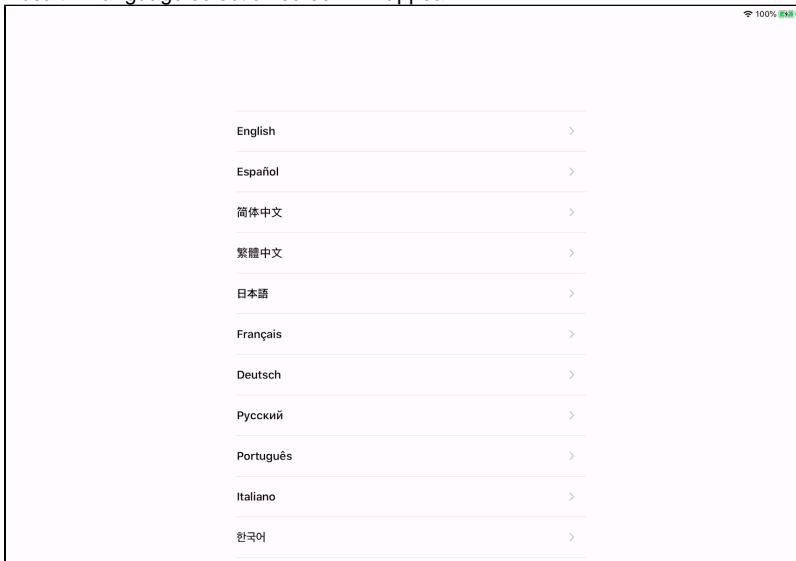 100%
English
Español
简体中文
繁體中文
日本語
Français
Deutsch
Русский
Português
Italiano
한국어